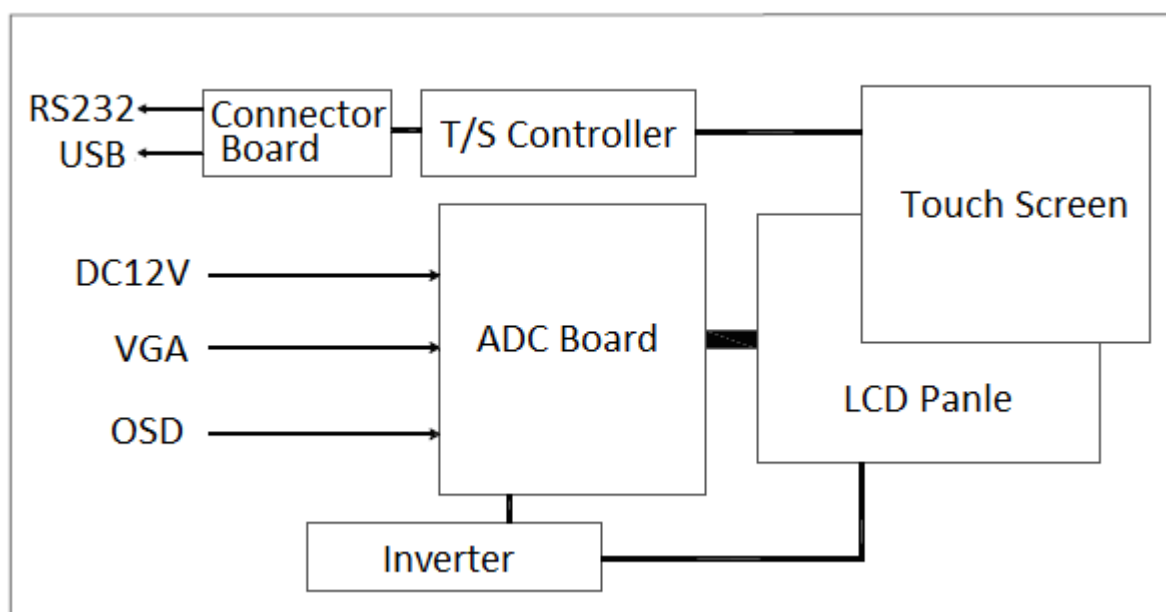 RS232
USB
Connector
Board
T/S Controller
Touch Screen
DC12V
VGA
OSD
ADC Board
LCD Panle
Inverter